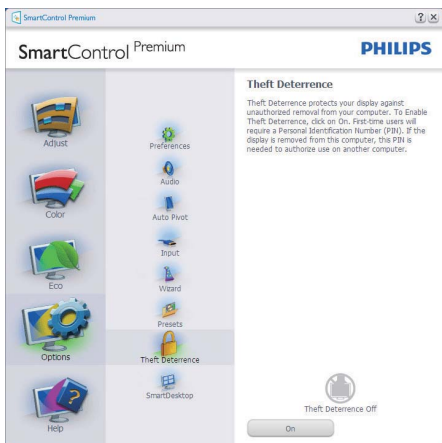 SmartControl Premium
SmartControl Premium
PHILIPS
Adjust
Color
Eco
Options
Help
Preferences
Audio
Auto Pivot
Input
Wizard
Presets
Theft Deterrence
SmartDesktop
Theft Deterrence
Theft Deterrence protects your display against
unauthorized removal from your computer. To Enable
Theft Deterrence, click on On. First-time users will
require a Personal Identification Number (PIN). If the
display is removed from this computer, this PIN is
needed to authorize use on another computer.
Theft Deterrence Off
On